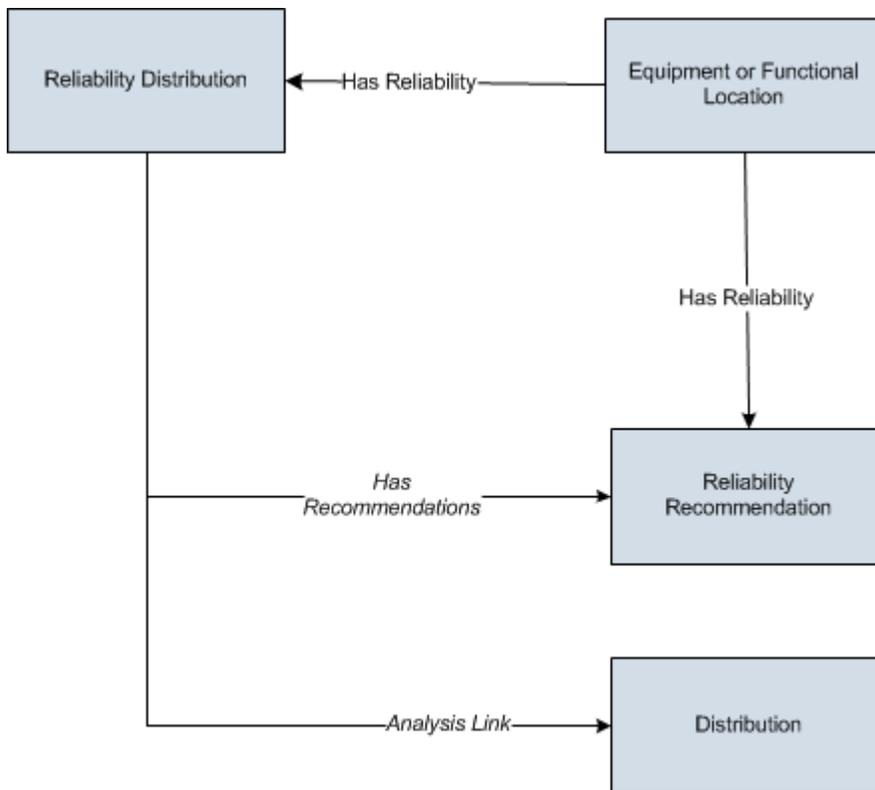 Reliability Distribution
Has Reliability
Equipment or Functional
Location
Has Reliability
Has
Recommendations
Reliability
Recommendation
Analysis Link
Distribution